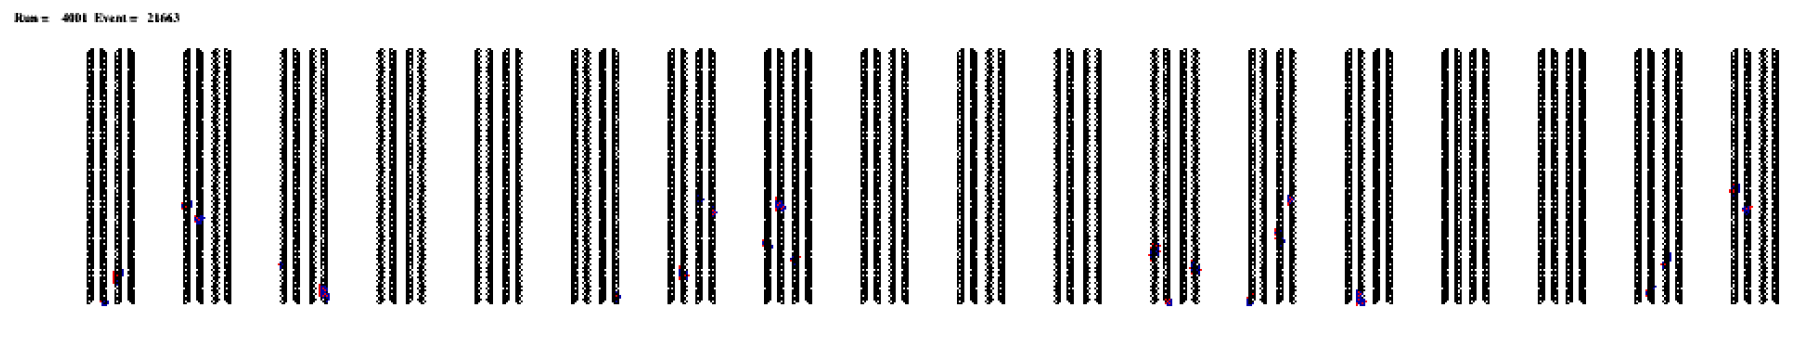 Run = 4001 Event = 21663